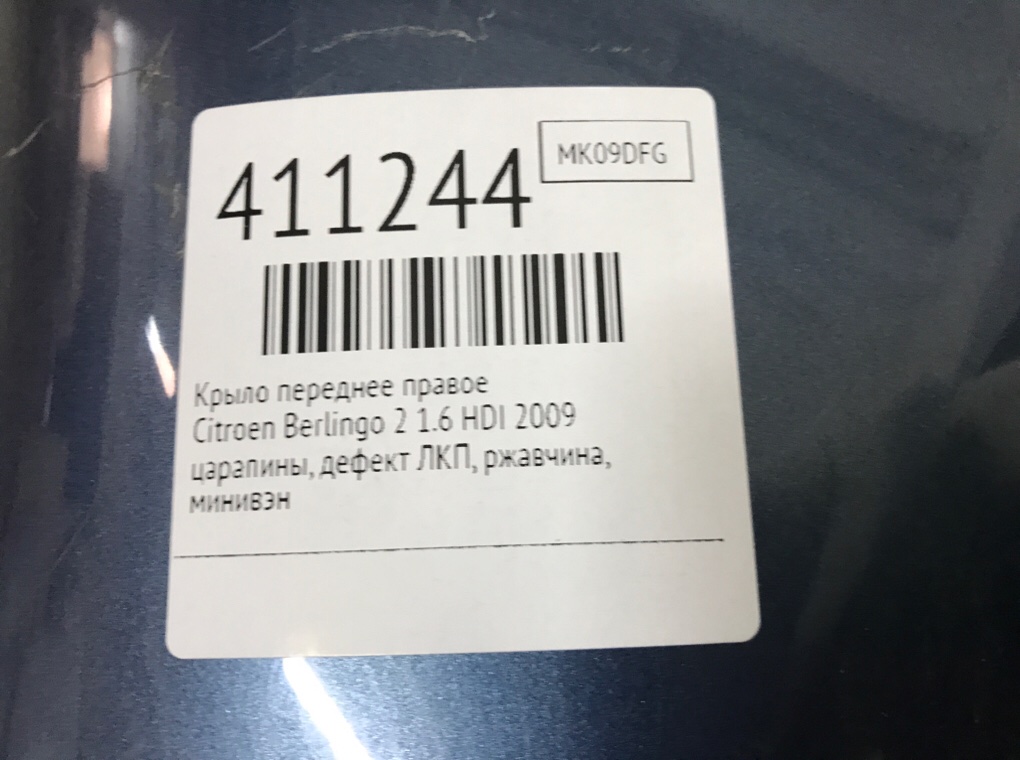 411244
MK09DFG
Крыло переднее правое
Citroen Berlingo 2 1.6 HDI 2009
царапины, дефект ЛКП, ржавчина,
минивэн